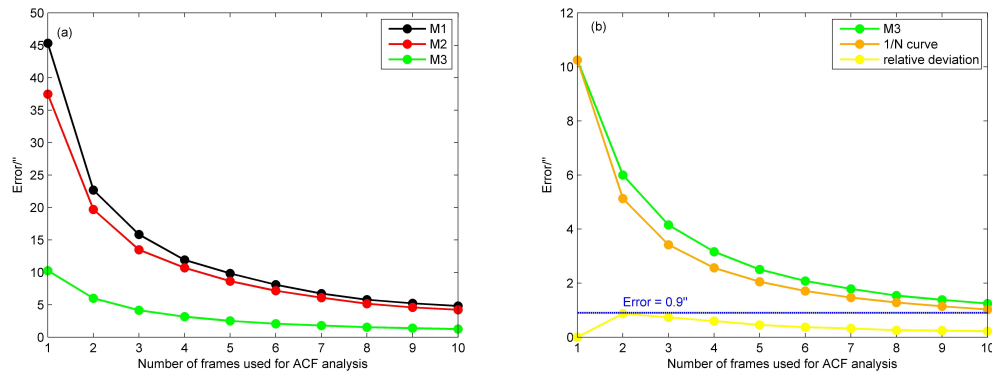 (a)
M1
M2
M3
50
45
40
35
30
25
20
15
10
5
0
Error/"
1 2 3 4 5 6 7 8 9 10
Number of frames used for ACF analysis
(b)
M3
1/N curve
relative deviation
12
10
8
6
4
2
0
Error/"
Error = 0.9"
1 2 3 4 5 6 7 8 9 10
Number of frames used for ACF analysis